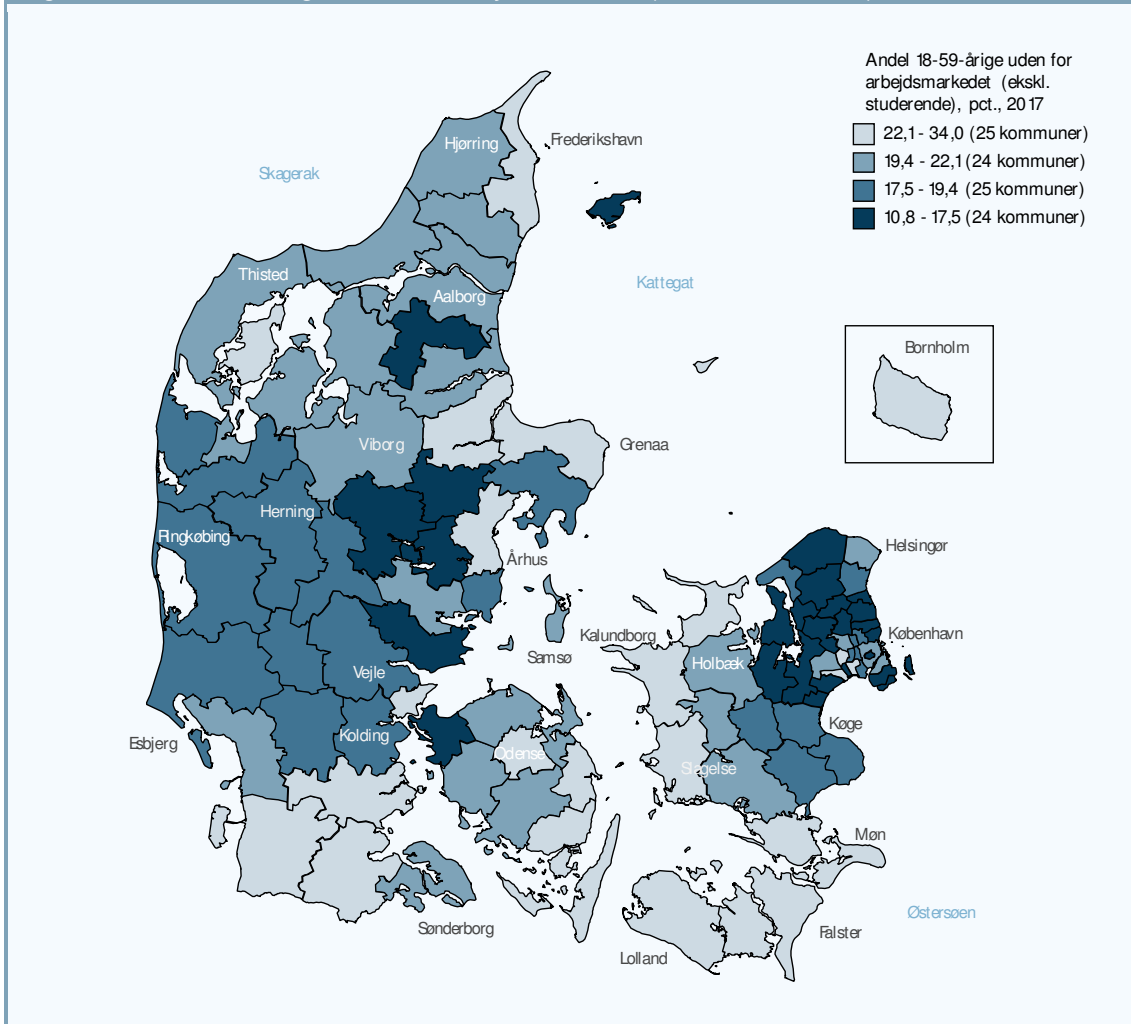 Andel 18-59-årige uden for
arbejdsmarkedet (ekskl.
studerende), pct., 2017
22,1 - 34,0 (25 kommuner)
19,4 - 22,1 (24 kommuner)
17,5 - 19,4 (25 kommuner)
10,8 - 17,5 (24 kommuner)
Hjørring
Frederikshavn
Skagerak
Thisted
Kattegat
Aalborg
Bornholm
Viborg
Grenaa
Herning
Ringkøbing
Århus
Helsingør
Kalundborg
København
Samsø
Holbæk
Vejle
Køge
Esbjerg
Kolding
Odense
Slagelse
Møn
Østersøen
Sønderborg
Falster
Lolland